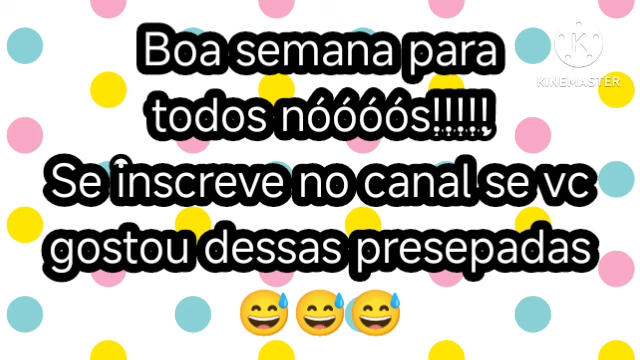 Boa semana para
todos nóóóós!!!!!
Se inscreve no canal se vc
gostou dessas presepadas
😅😅😅
KINEMASTER